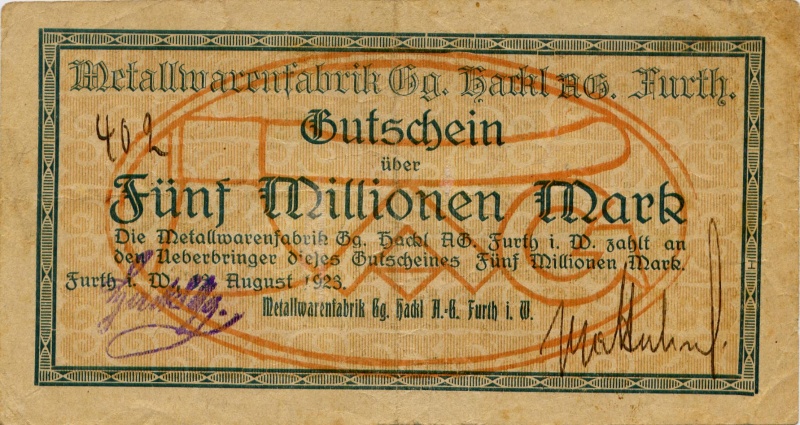 Metallwarenfabrik Gg. Hackl AG. Furth.
402
Gutschein
über
Fünf Millionen Mark
Die Metallwarenfabrik Gg. Hackl AG. Furth i. W. zahlt an
den Ueberbringer dieses Gutscheines Fünf Millionen Mark.
Furth i. W. August 1923.
Metallwarenfabrik Gg. Hackl A.-G. Furth i. W.